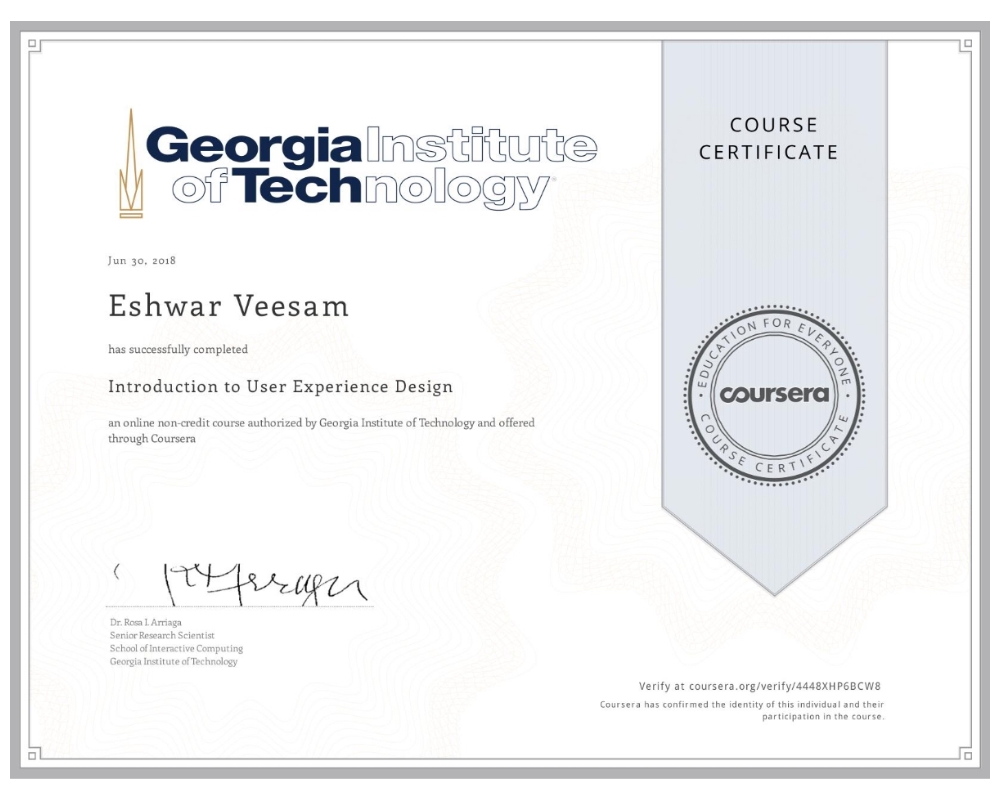 Georgia Institute
of Technology
COURSE
CERTIFICATE
Jun 30, 2018
Eshwar Veesam
has successfully completed
Introduction to User Experience Design
an online non-credit course authorized by Georgia Institute of Technology and offered
through Coursera
EDUCATION FOR EVERYONE
coursera
COURSE CERTIFICATE
Dr. Rosa I. Arriaga
Senior Research Scientist
School of Interactive Computing
Georgia Institute of Technology
Verify at coursera.org/verify/4448XHP6BCW8
Coursera has confirmed the identity of this individual and their
participation in the course.